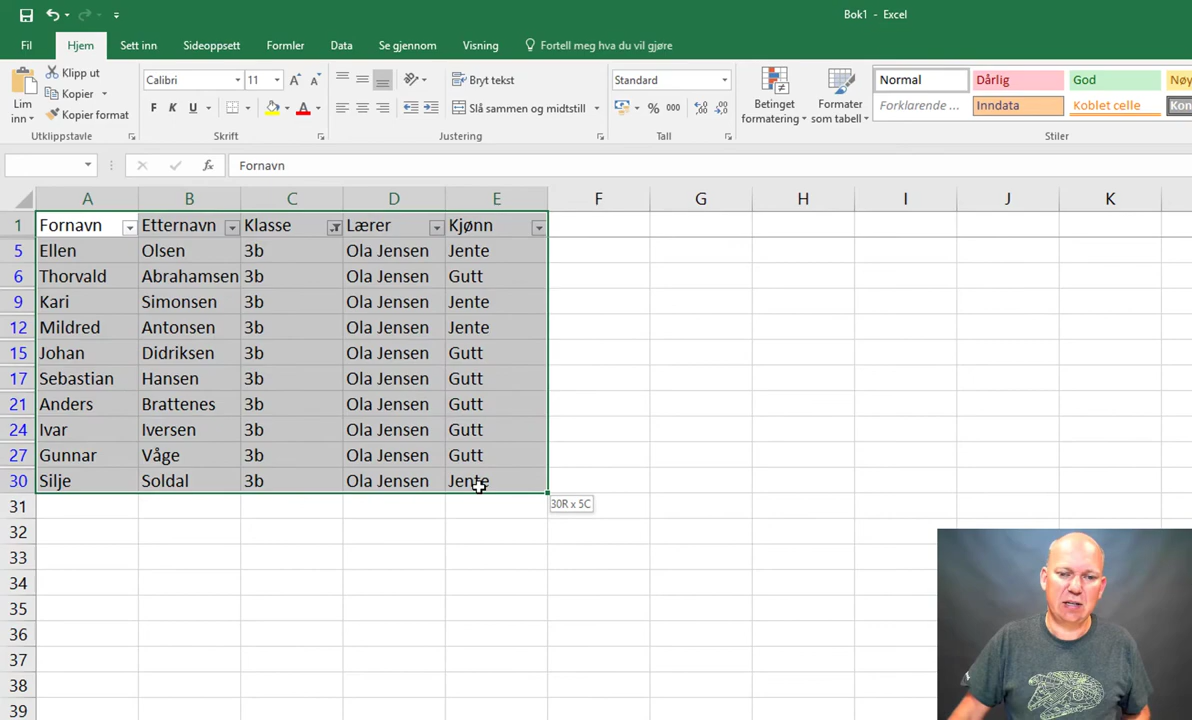 Bok1 - Excel
Fil Hjem Sett inn Sideoppsett Formler Data Se gjennom Visning Fortell meg hva du vil gjøre
Lim inn
Klipp ut
Kopier
Kopier format
Utklippstavle
Calibri 11
F K U
Skrift
Bryt tekst
Slå sammen og midtstill
Justering
Standard
% 000
Tall
Betinget formatering
Formater som tabell
Normal Dårlig God
Forklarende ... Inndata Koblet celle
Stiler
fx Fornavn
A B C D E F G H I J K
1 Fornavn Etternavn Klasse Lærer Kjønn
5 Ellen Olsen 3b Ola Jensen Jente
6 Thorvald Abrahamsen 3b Ola Jensen Gutt
9 Kari Simonsen 3b Ola Jensen Jente
12 Mildred Antonsen 3b Ola Jensen Jente
15 Johan Didriksen 3b Ola Jensen Gutt
17 Sebastian Hansen 3b Ola Jensen Gutt
21 Anders Brattenes 3b Ola Jensen Gutt
24 Ivar Iversen 3b Ola Jensen Gutt
27 Gunnar Våge 3b Ola Jensen Gutt
30 Silje Soldal 3b Ola Jensen Jente
30R x 5C
31
32
33
34
35
36
37
38
39